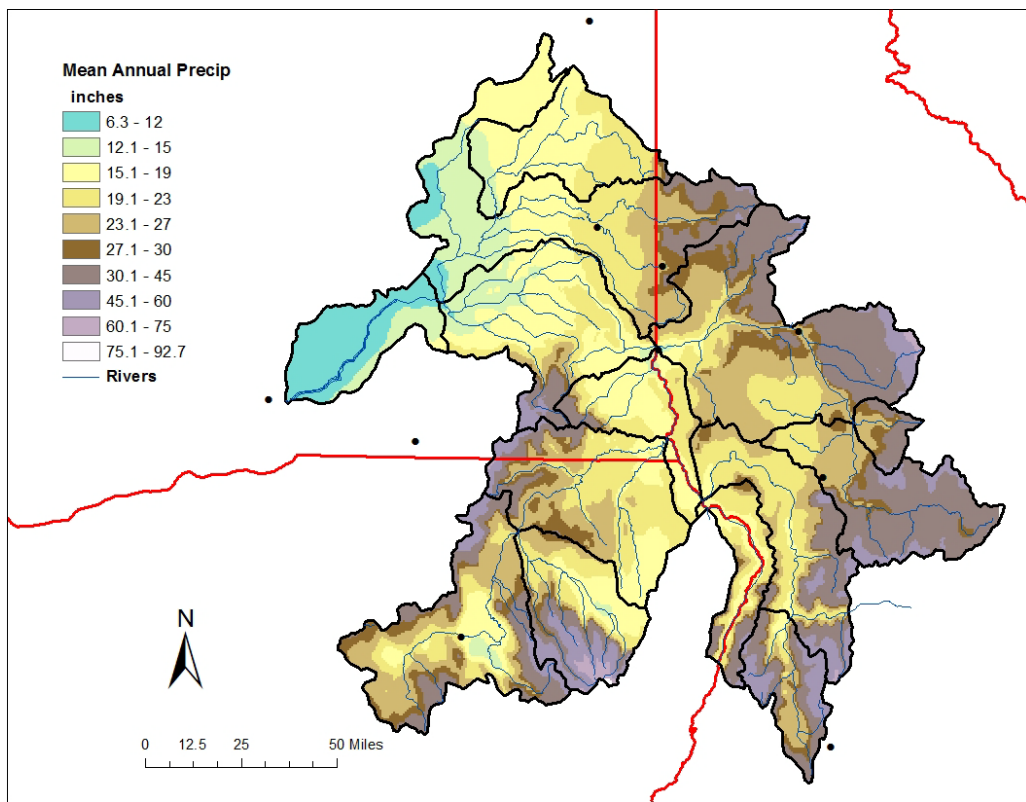 Mean Annual Precip
inches
6.3 - 12
12.1 - 15
15.1 - 19
19.1 - 23
23.1 - 27
27.1 - 30
30.1 - 45
45.1 - 60
60.1 - 75
75.1 - 92.7
Rivers
N
0 12.5 25 50 Miles